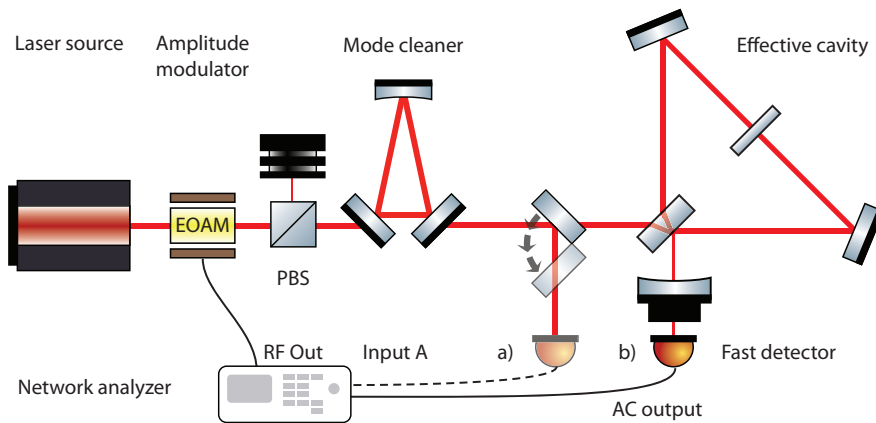 Laser source
Amplitude
modulator
Mode cleaner
Effective cavity
EOAM
PBS
RF Out
Input A
a)
b)
Fast detector
Network analyzer
AC output